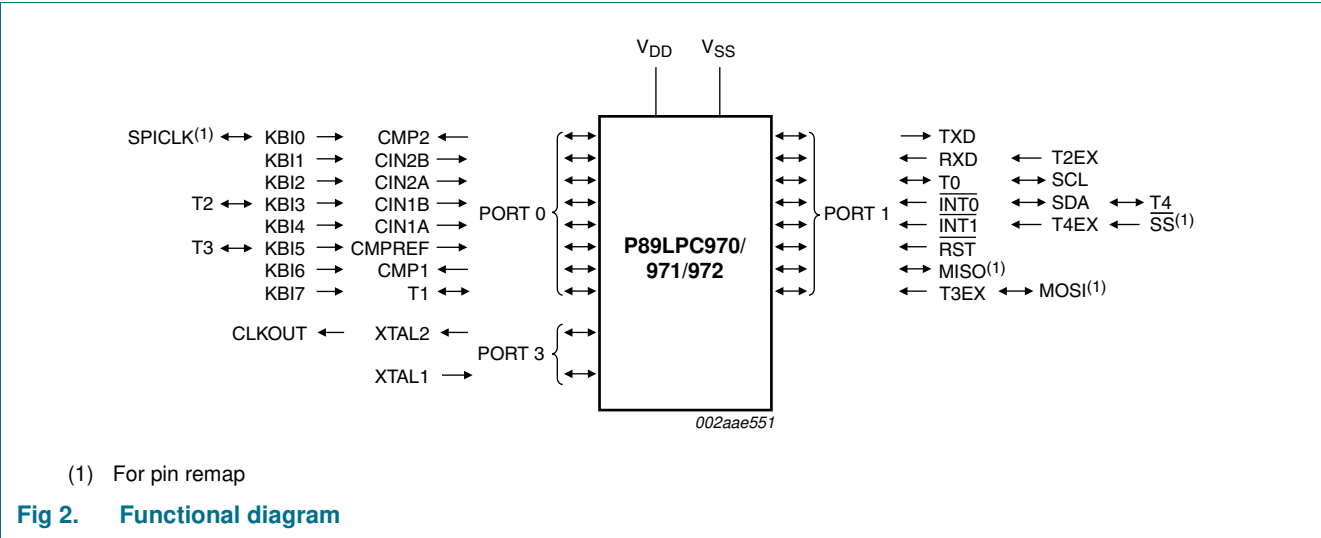 VDD VSS
SPICLK(1) KBI0 CMP2 TXD
KBI1 CIN2B RXD T2EX
KBI2 CIN2A T0 SCL
T2 KBI3 CIN1B PORT 0 INT0 SDA T4
KBI4 CIN1A PORT 1 INT1 T4EX SS(1)
T3 KBI5 CMPREF P89LPC970/ RST
KBI6 CMP1 971/972 MISO(1)
KBI7 T1 T3EX MOSI(1)
CLKOUT XTAL2
PORT 3
XTAL1
002aae551
(1) For pin remap
Fig 2. Functional diagram